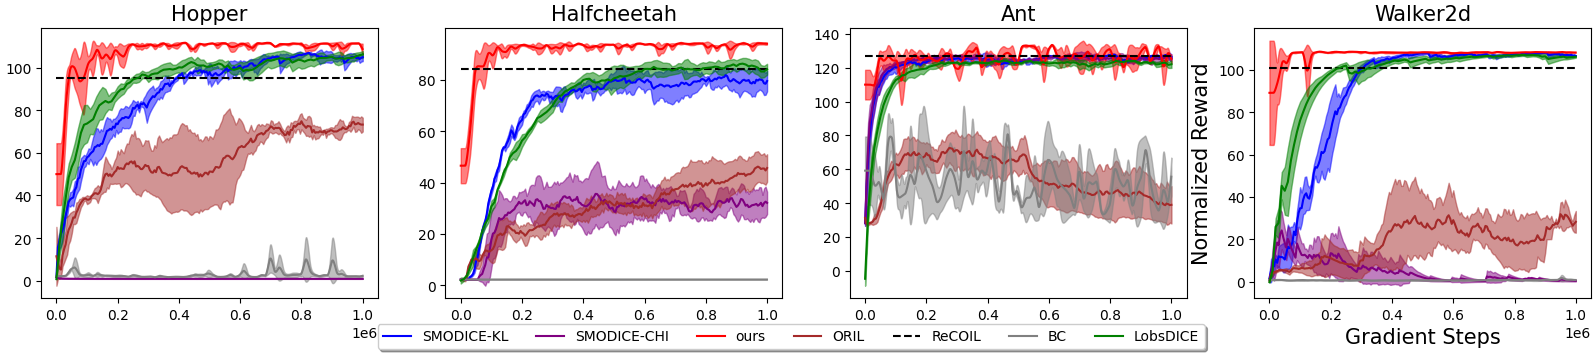 Hopper
100
80
60
40
20
0
0.0 0.2 0.4 0.6 0.8 1.0
1e6
Halfcheetah
80
60
40
20
0
0.0 0.2 0.4 0.6 0.8 1.0
Ant
140
120
100
80
60
40
20
0
0.0 0.2 0.4 0.6 0.8 1.0
Walker2d
Normalized Reward
100
80
60
40
20
0
0.0 0.2 0.4 0.6 0.8 1.0
Gradient Steps
1e6
SMODICE-KL SMODICE-CHI ours ORIL ReCOIL BC LobsDICE